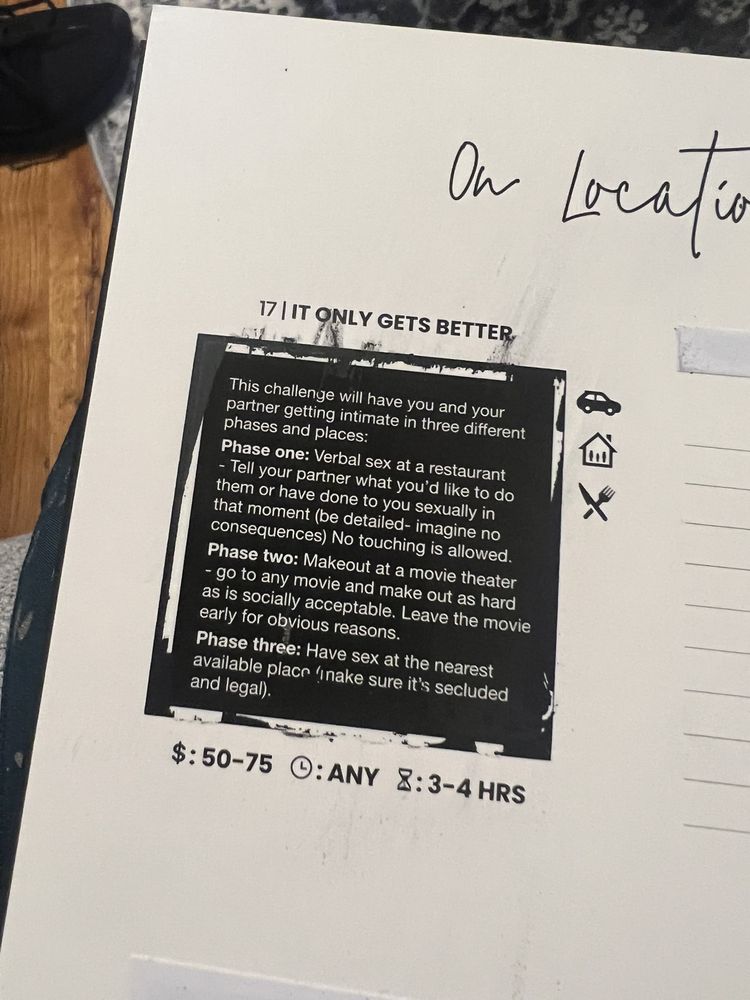 On Locatio
17 | IT ONLY GETS BETTER
This challenge will have you and your
partner getting intimate in three different
phases and places:
Phase one: Verbal sex at a restaurant
- Tell your partner what you'd like to do
them or have done to you sexually in
that moment (be detailed- imagine no
consequences) No touching is allowed.
Phase two: Makeout at a movie theater
- go to any movie and make out as hard
as is socially acceptable. Leave the movie
early for obvious reasons.
Phase three: Have sex at the nearest
available place (make sure it's secluded
and legal).
$: 50-75 : ANY : 3-4 HRS